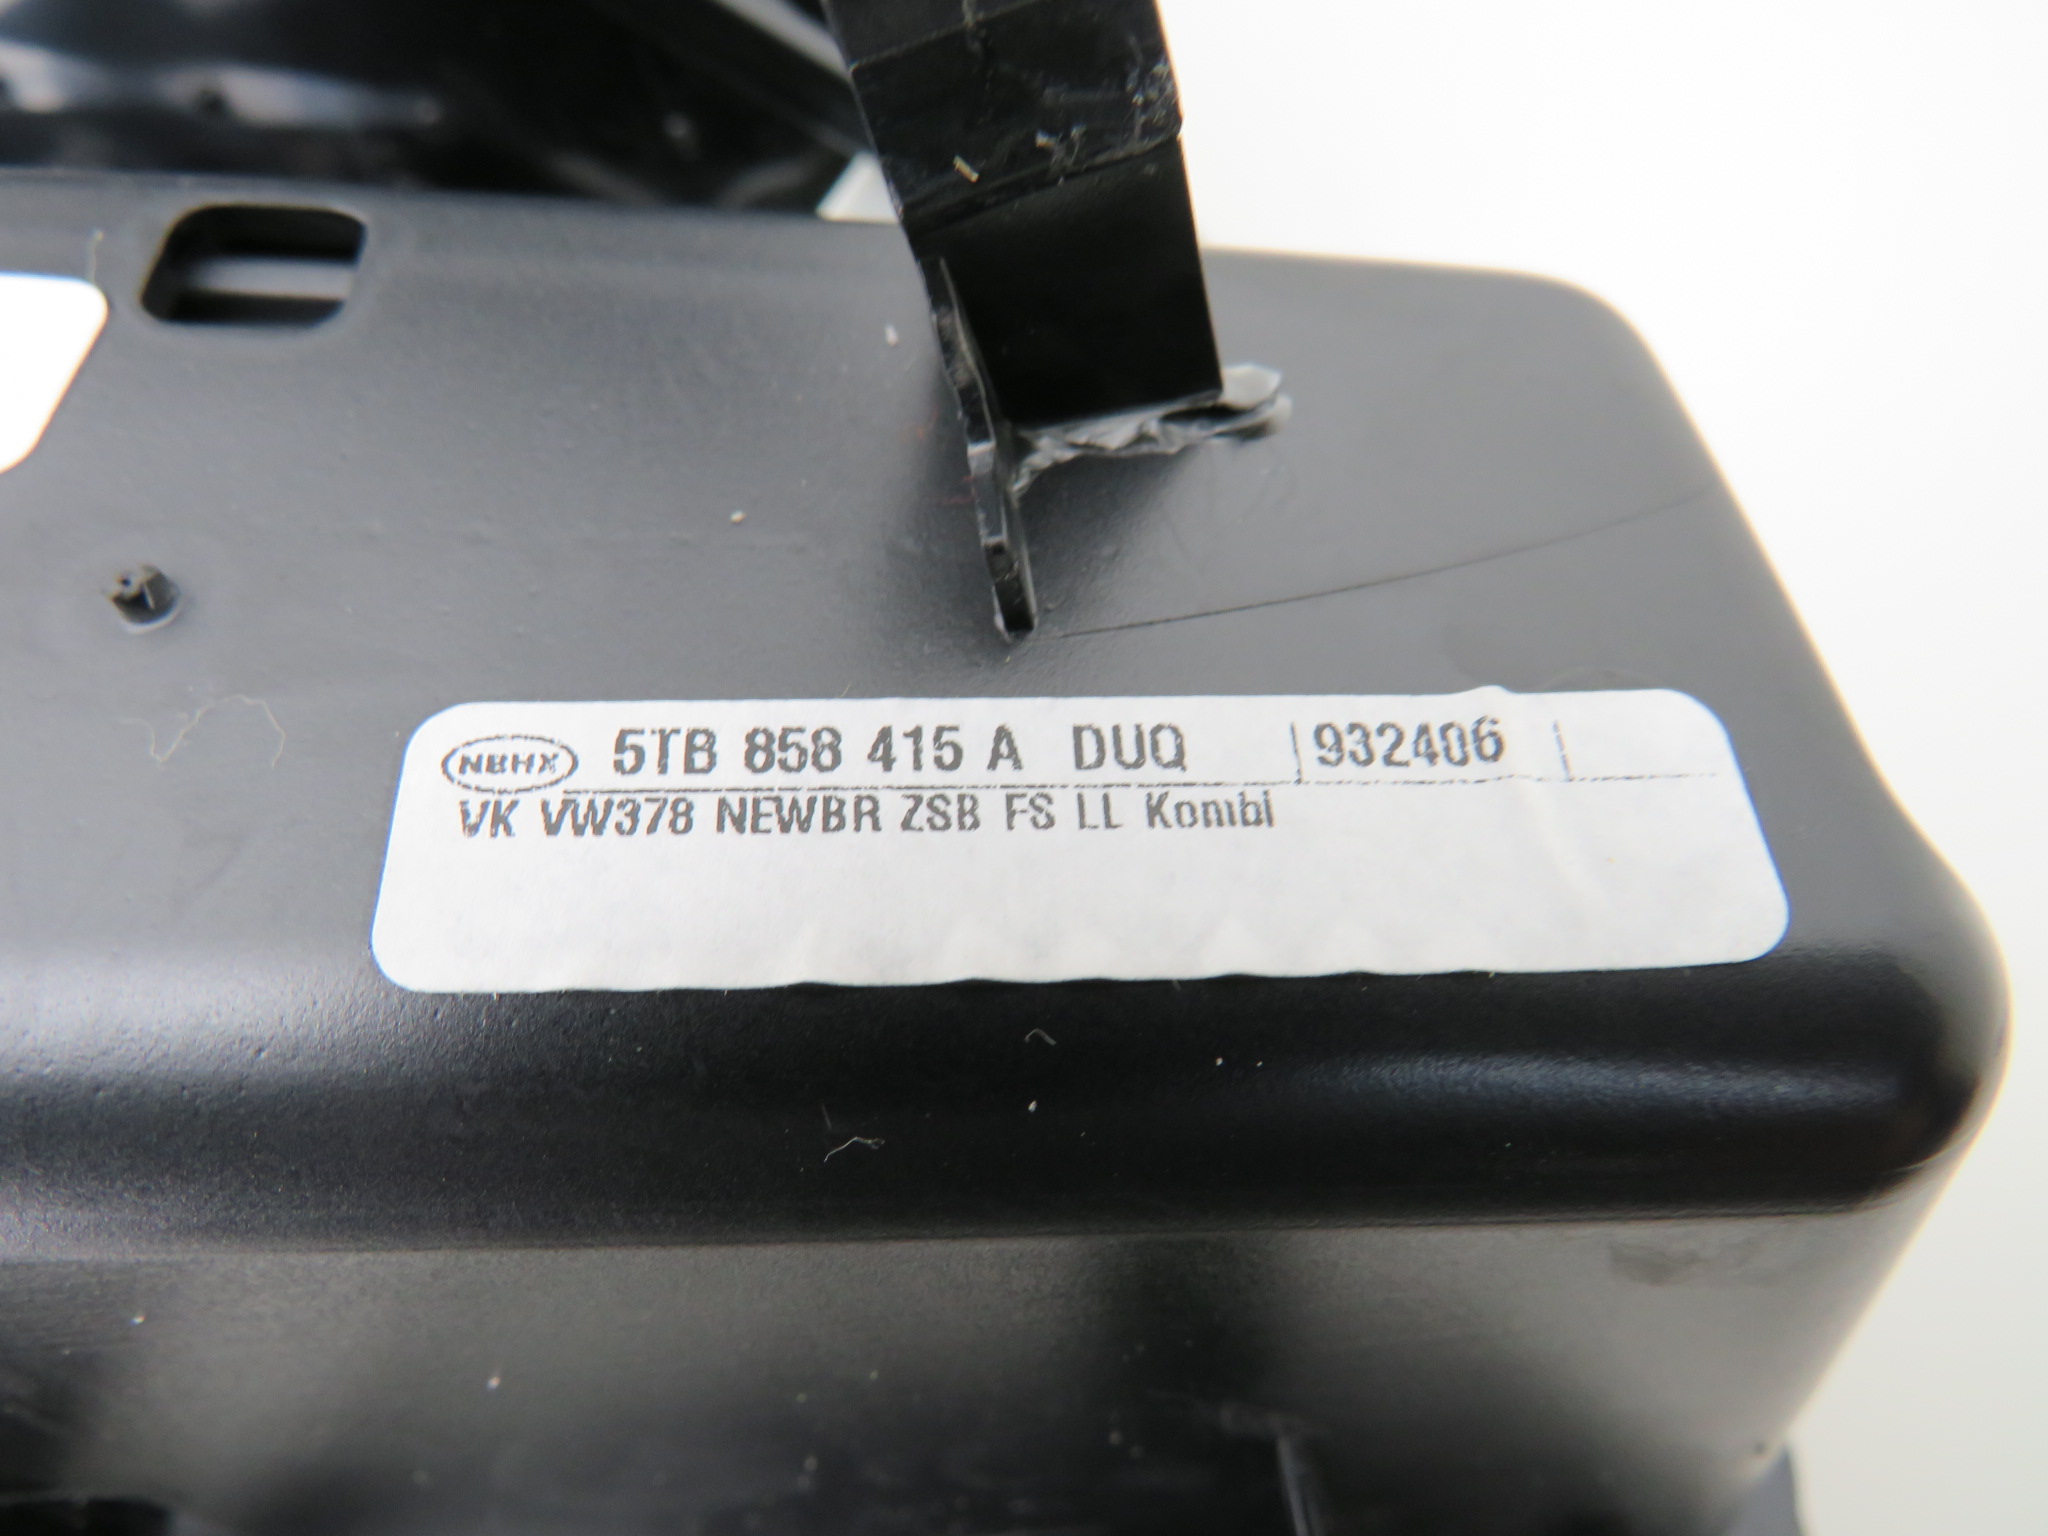 NBHX 5TB 858 415 A DUQ 932406
VK VW378 NEWBR ZSB FS LL Kombi